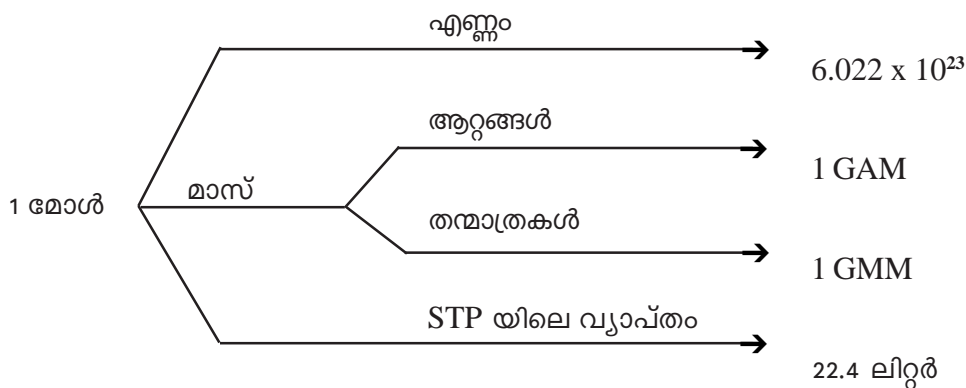 എണ്ണം
6.022 x 10²³
ആറ്റങ്ങൾ
1 GAM
1 മോൾ
മാസ്
തന്മാത്രകൾ
1 GMM
STP യിലെ വ്യാപ്തം
22.4 ലിറ്റർ